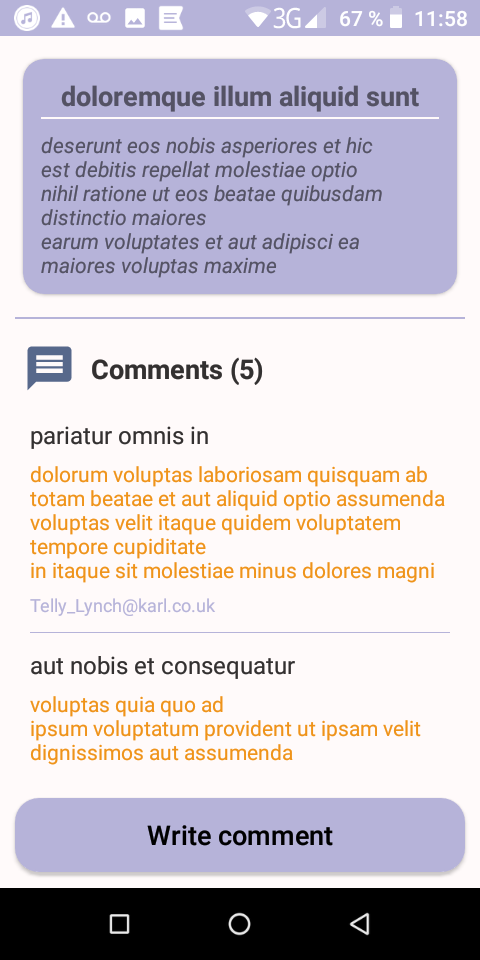 3G 67 % 11:58
doloremque illum aliquid sunt
deserunt eos nobis asperiores et hic
est debitis repellat molestiae optio
nihil ratione ut eos beatae quibusdam
distinctio maiores
earum voluptates et aut adipisci ea
maiores voluptas maxime
Comments (5)
pariatur omnis in
dolorum voluptas laboriosam quisquam ab
totam beatae et aut aliquid optio assumenda
voluptas velit itaque quidem voluptatem
tempore cupiditate
in itaque sit molestiae minus dolores magni
Telly_Lynch@karl.co.uk
aut nobis et consequatur
voluptas quia quo ad
ipsum voluptatum provident ut ipsam velit
dignissimos aut assumenda
Write comment